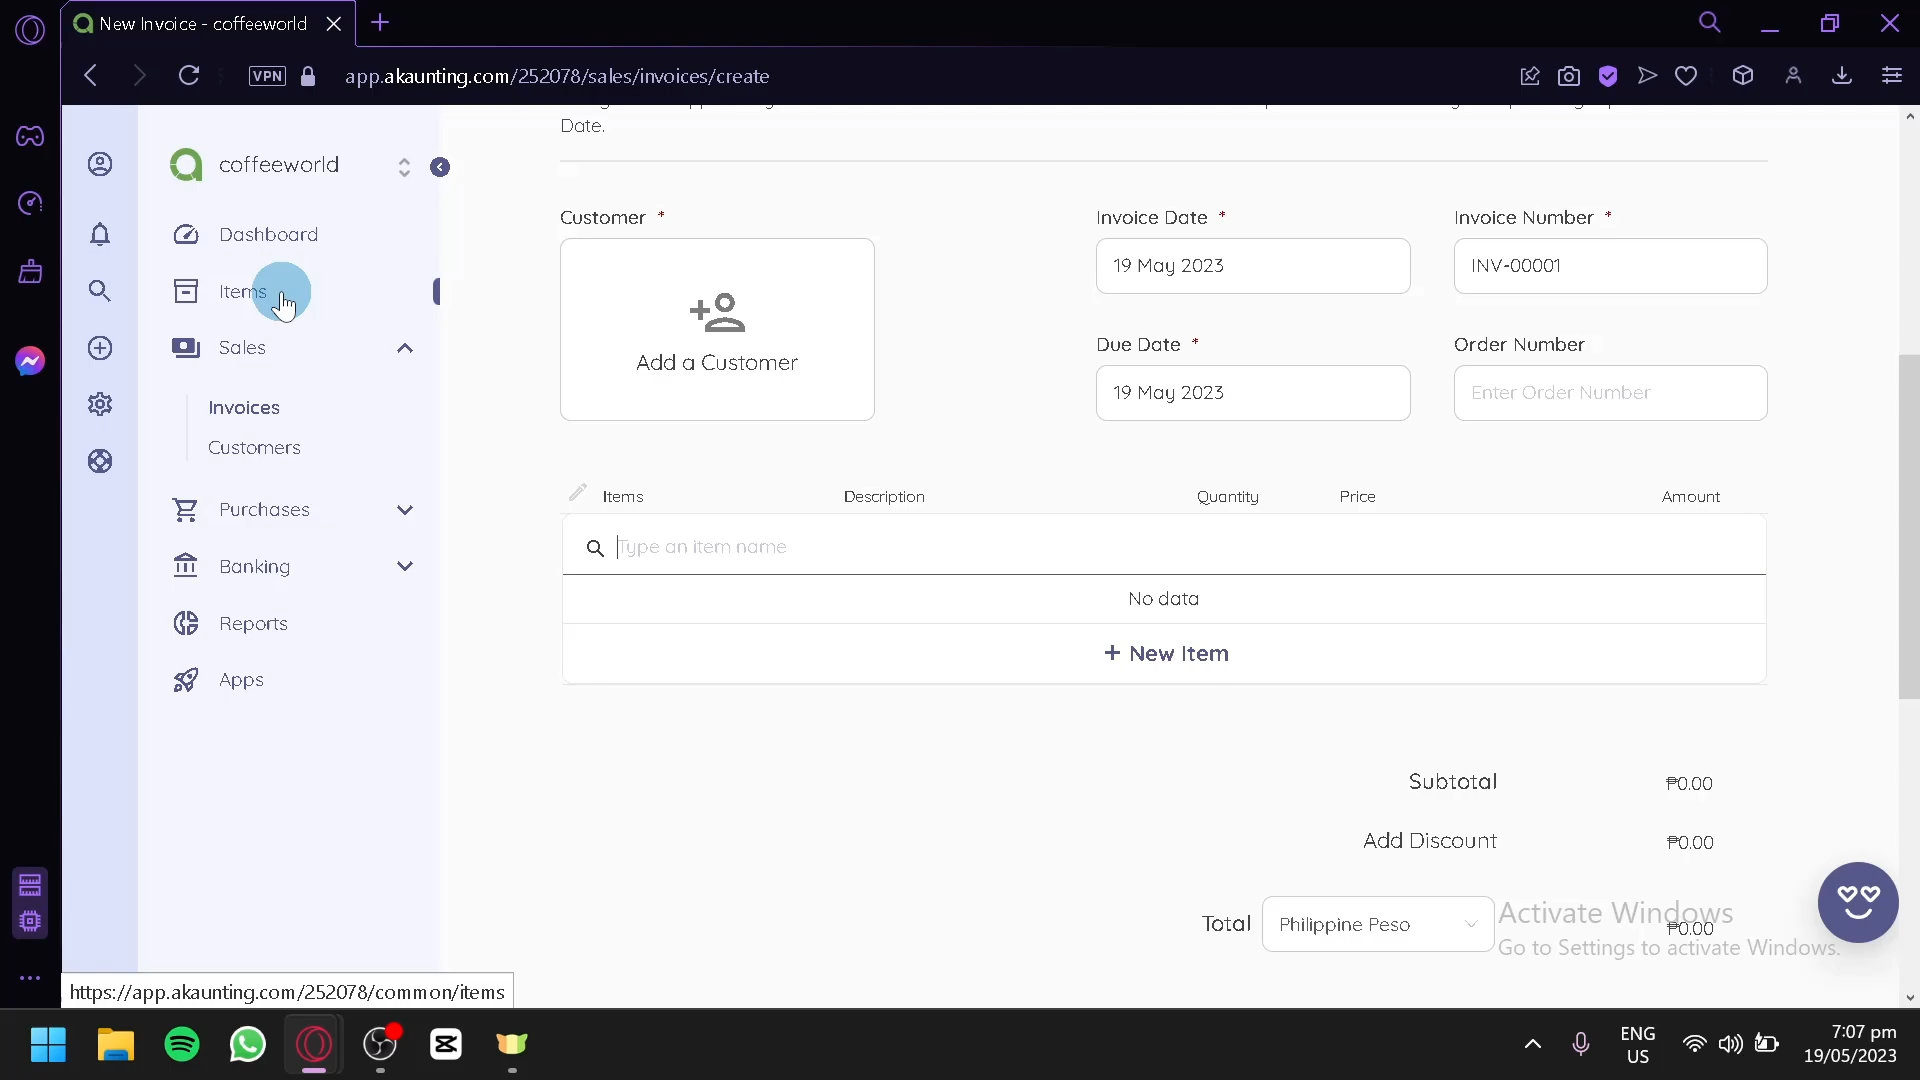 New Invoice - coffeeworld
VPN
app.akaunting.com/252078/sales/invoices/create
Date.
coffeeworld
Dashboard
Items
Sales
Invoices
Customers
Purchases
Banking
Reports
Apps
Customer *
Add a Customer
Invoice Date *
19 May 2023
Invoice Number *
INV-00001
Due Date *
19 May 2023
Order Number
Enter Order Number
Items Description Quantity Price Amount
Type an item name
No data
+ New Item
Subtotal ₱0.00
Add Discount ₱0.00
Total Philippine Peso ₱0.00
Activate Windows
Go to Settings to activate Windows.
https://app.akaunting.com/252078/common/items
ENG
US
7:07 pm
19/05/2023